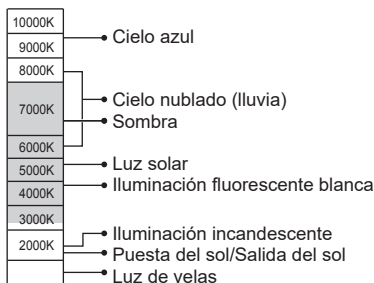 10000K
Cielo azul
9000K
8000K
Cielo nublado (lluvia)
7000K
Sombra
6000K
Luz solar
5000K
Iluminación fluorescente blanca
4000K
3000K
Iluminación incandescente
2000K
Puesta del sol/Salida del sol
Luz de velas